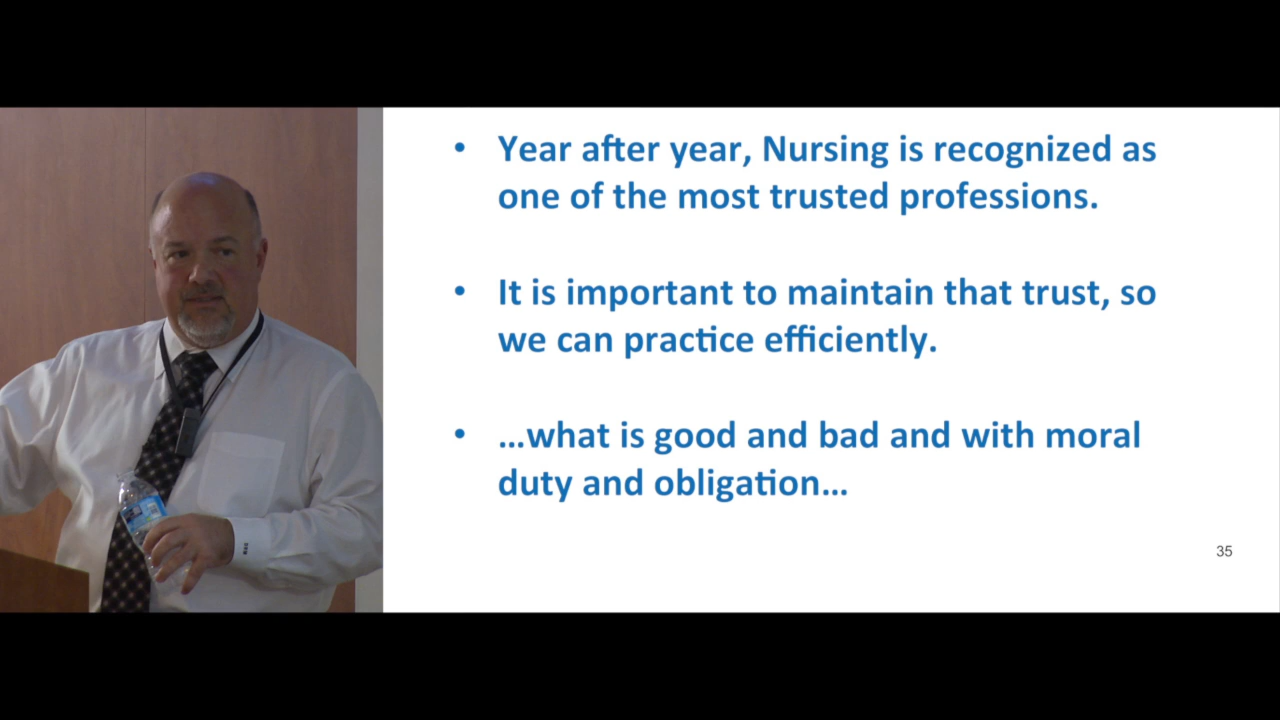 • Year after year, Nursing is recognized as
one of the most trusted professions.
• It is important to maintain that trust, so
we can practice efficiently.
• …what is good and bad and with moral
duty and obligation…
35